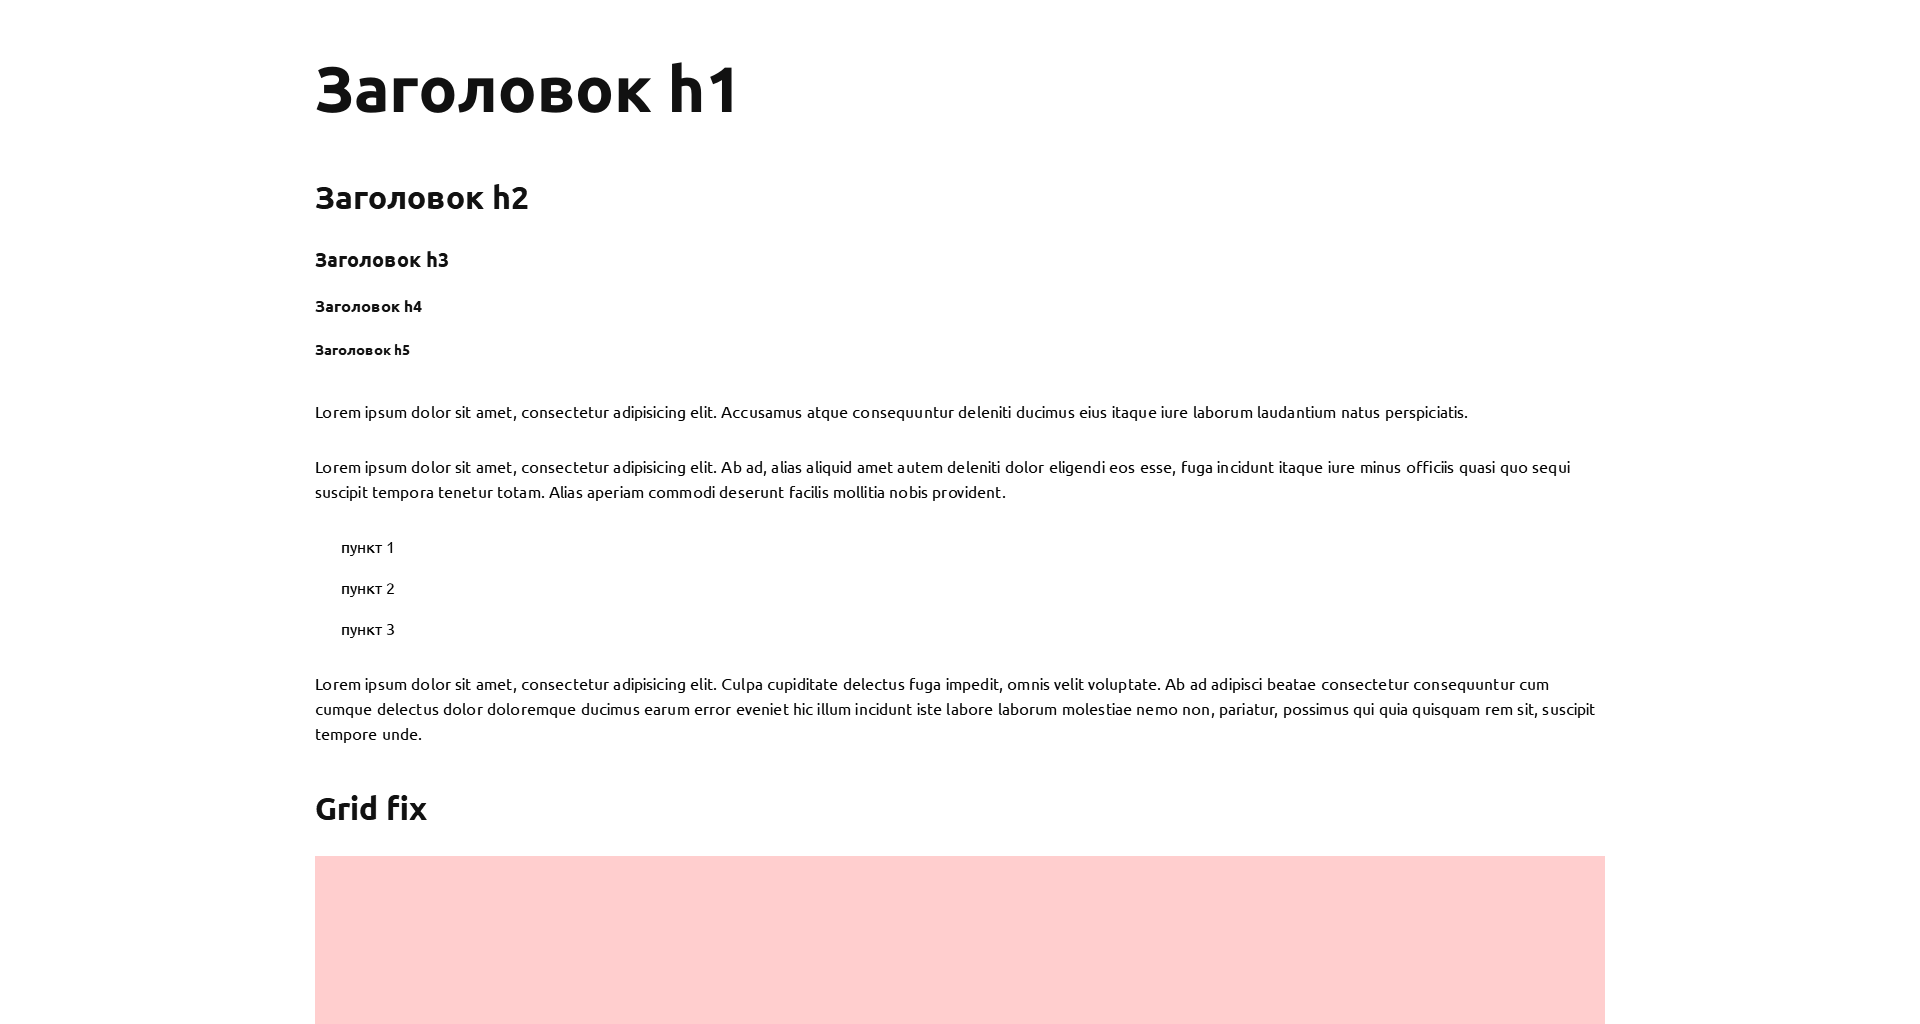 Заголовок h1
Заголовок h2
Заголовок h3
Заголовок h4
Заголовок h5
Lorem ipsum dolor sit amet, consectetur adipisicing elit. Accusamus atque consequuntur deleniti ducimus eius itaque iure laborum laudantium natus perspiciatis.
Lorem ipsum dolor sit amet, consectetur adipisicing elit. Ab ad, alias aliquid amet autem deleniti dolor eligendi eos esse, fuga incidunt itaque iure minus officiis quasi quo sequi
suscipit tempora tenetur totam. Alias aperiam commodi deserunt facilis mollitia nobis provident.
пункт 1
пункт 2
пункт 3
Lorem ipsum dolor sit amet, consectetur adipisicing elit. Culpa cupiditate delectus fuga impedit, omnis velit voluptate. Ab ad adipisci beatae consectetur consequuntur cum
cumque delectus dolor doloremque ducimus earum error eveniet hic illum incidunt iste labore laborum molestiae nemo non, pariatur, possimus qui quia quisquam rem sit, suscipit
tempore unde.
Grid fix